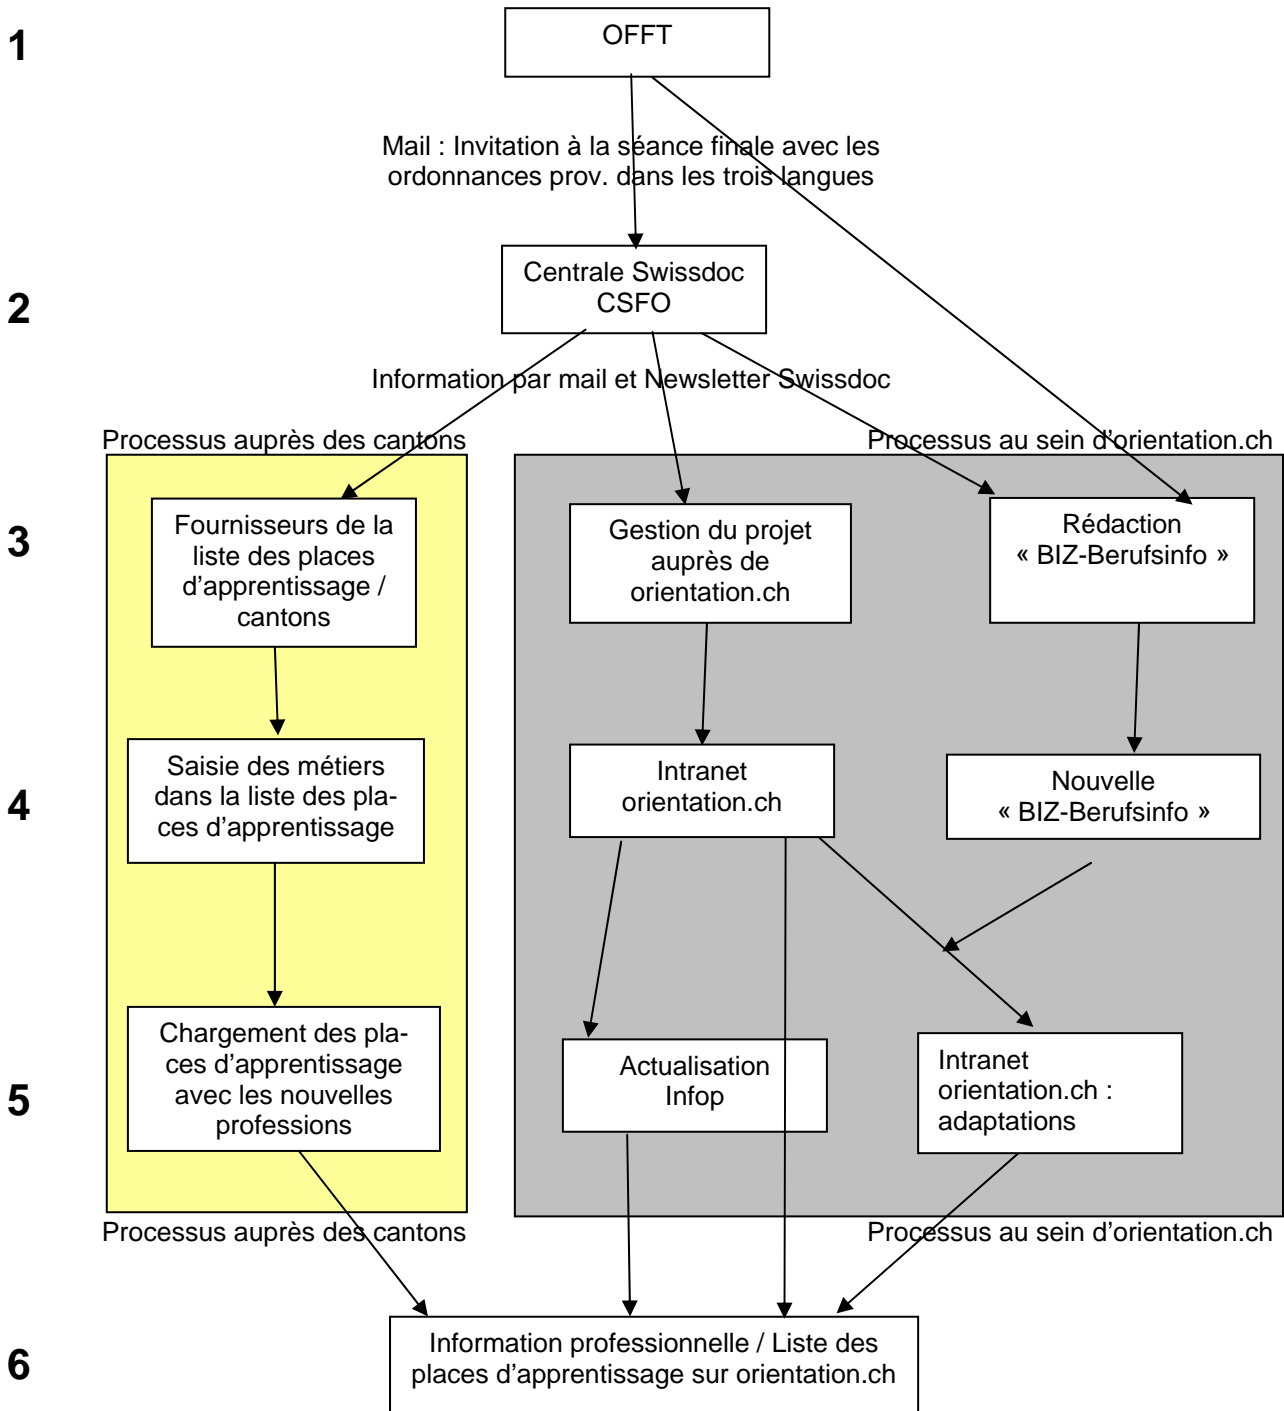 1
OFFT
Mail : Invitation à la séance finale avec les
ordonnances prov. dans les trois langues
2
Centrale Swissdoc
CSFO
Information par mail et Newsletter Swissdoc
Processus auprès des cantons
Processus au sein d’orientation.ch
3
Fournisseurs de la
liste des places
d’apprentissage /
cantons
Gestion du projet
auprès de
orientation.ch
Rédaction
« BIZ-Berufsinfo »
4
Saisie des métiers
dans la liste des pla-
ces d’apprentissage
Intranet
orientation.ch
Nouvelle
« BIZ-Berufsinfo »
5
Chargement des pla-
ces d’apprentissage
avec les nouvelles
professions
Actualisation
Infop
Intranet
orientation.ch :
adaptations
Processus auprès des cantons
Processus au sein d’orientation.ch
6
Information professionnelle / Liste des
places d’apprentissage sur orientation.ch